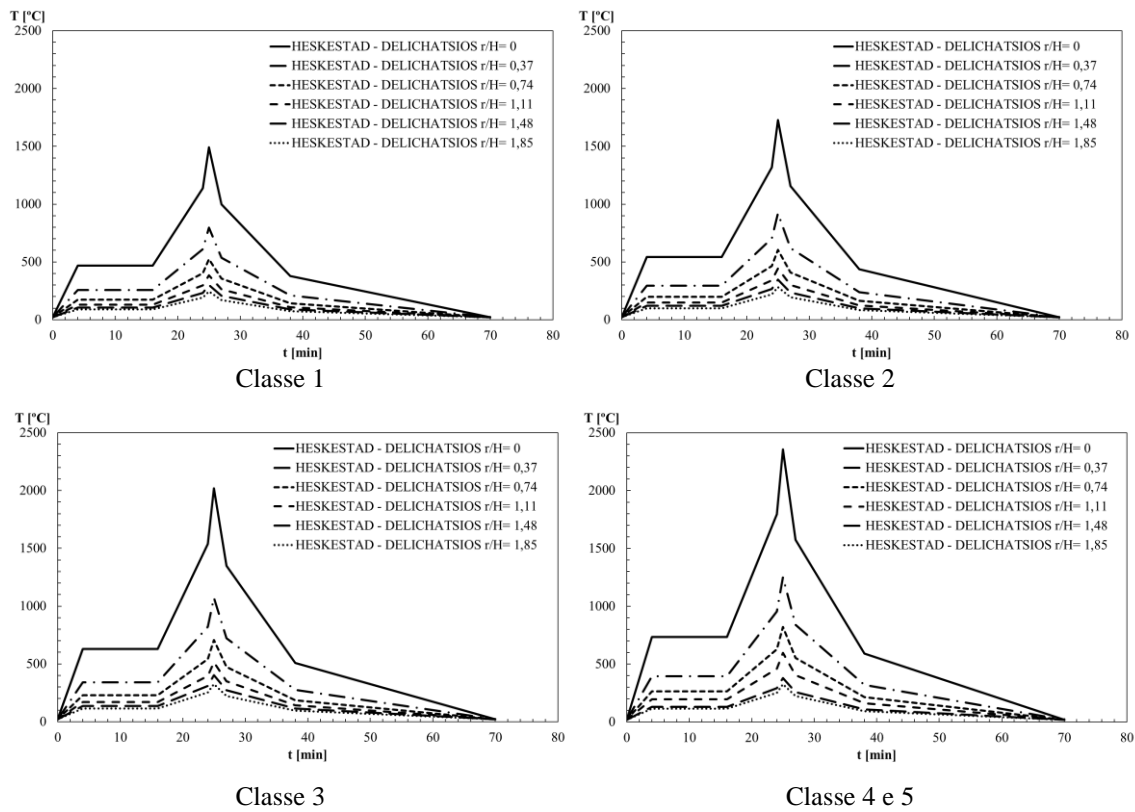 T [ºC]
2500
2000
1500
1000
500
0
HESKESTAD - DELICHATSIOS r/H= 0
HESKESTAD - DELICHATSIOS r/H= 0,37
HESKESTAD - DELICHATSIOS r/H= 0,74
HESKESTAD - DELICHATSIOS r/H= 1,11
HESKESTAD - DELICHATSIOS r/H= 1,48
HESKESTAD - DELICHATSIOS r/H= 1,85
0 10 20 30 40 50 60 70 80
t [min]
Classe 1
T [ºC]
2500
2000
1500
1000
500
0
HESKESTAD - DELICHATSIOS r/H= 0
HESKESTAD - DELICHATSIOS r/H= 0,37
HESKESTAD - DELICHATSIOS r/H= 0,74
HESKESTAD - DELICHATSIOS r/H= 1,11
HESKESTAD - DELICHATSIOS r/H= 1,48
HESKESTAD - DELICHATSIOS r/H= 1,85
0 10 20 30 40 50 60 70 80
t [min]
Classe 2
T [ºC]
2500
2000
1500
1000
500
0
HESKESTAD - DELICHATSIOS r/H= 0
HESKESTAD - DELICHATSIOS r/H= 0,37
HESKESTAD - DELICHATSIOS r/H= 0,74
HESKESTAD - DELICHATSIOS r/H= 1,11
HESKESTAD - DELICHATSIOS r/H= 1,48
HESKESTAD - DELICHATSIOS r/H= 1,85
0 10 20 30 40 50 60 70 80
t [min]
Classe 3
T [ºC]
2500
2000
1500
1000
500
0
HESKESTAD - DELICHATSIOS r/H= 0
HESKESTAD - DELICHATSIOS r/H= 0,37
HESKESTAD - DELICHATSIOS r/H= 0,74
HESKESTAD - DELICHATSIOS r/H= 1,11
HESKESTAD - DELICHATSIOS r/H= 1,48
HESKESTAD - DELICHATSIOS r/H= 1,85
0 10 20 30 40 50 60 70 80
t [min]
Classe 4 e 5